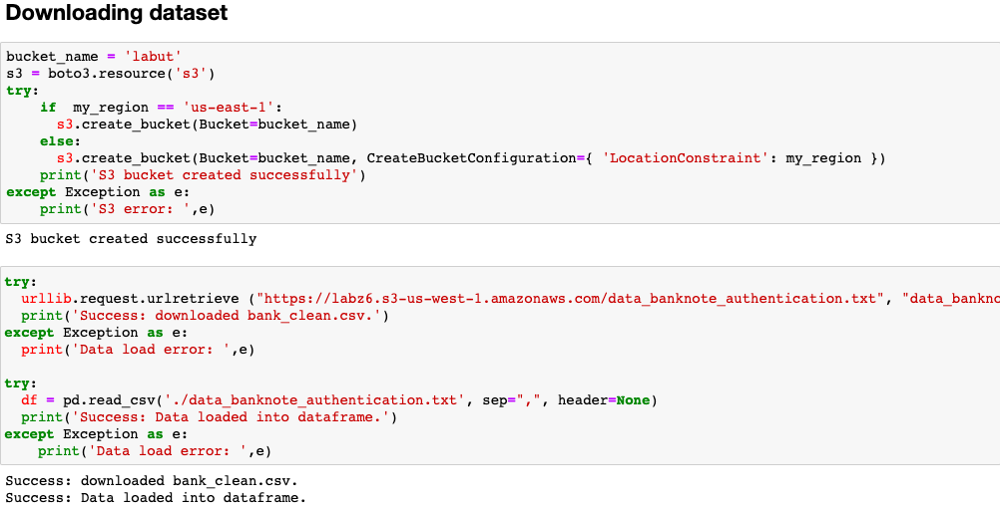 Downloading dataset
bucket_name = 'labut'
s3 = boto3.resource('s3')
try:
    if  my_region == 'us-east-1':
      s3.create_bucket(Bucket=bucket_name)
    else:
      s3.create_bucket(Bucket=bucket_name, CreateBucketConfiguration={ 'LocationConstraint': my_region })
    print('S3 bucket created successfully')
except Exception as e:
    print('S3 error: ',e)
S3 bucket created successfully
try:
  urllib.request.urlretrieve ("https://labz6.s3-us-west-1.amazonaws.com/data_banknote_authentication.txt", "data_bankno
  print('Success: downloaded bank_clean.csv.')
except Exception as e:
  print('Data load error: ',e)
try:
  df = pd.read_csv('./data_banknote_authentication.txt', sep=",", header=None)
  print('Success: Data loaded into dataframe.')
except Exception as e:
    print('Data load error: ',e)
Success: downloaded bank_clean.csv.
Success: Data loaded into dataframe.